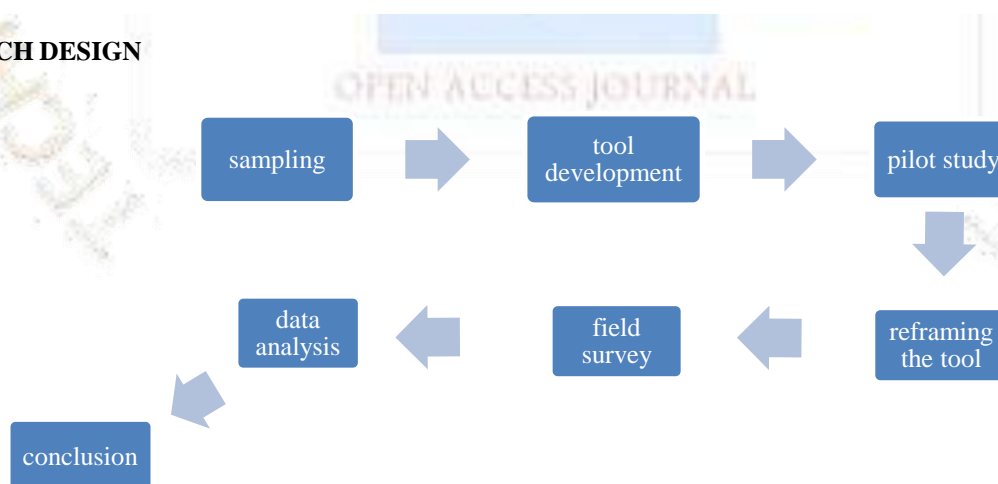 CH DESIGN
OPEN ACCESS JOURNAL
sampling
tool
development
pilot study
reframing
the tool
field
survey
data
analysis
conclusion